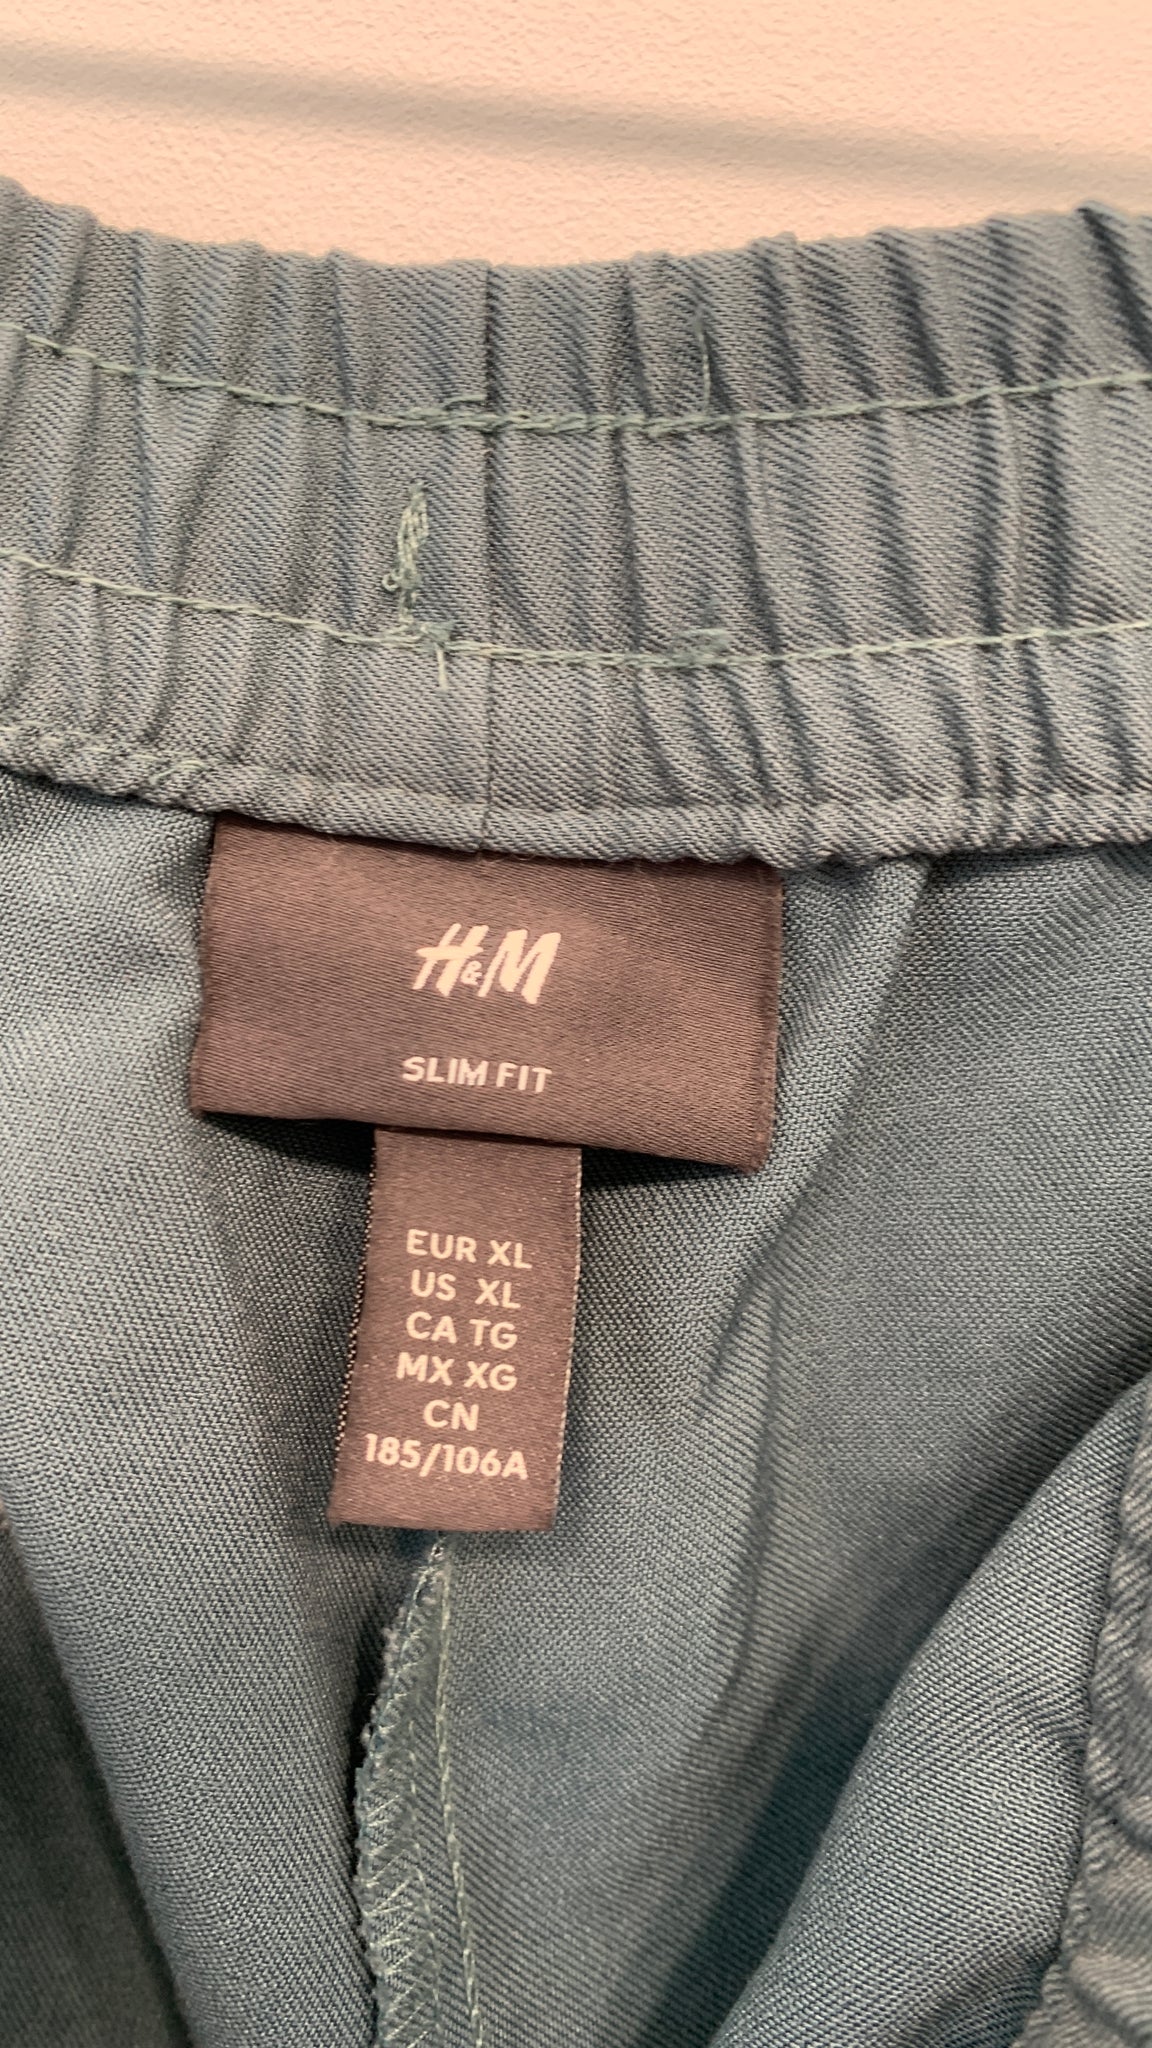 H&M
SLIM FIT
EUR XL
US XL
CA TG
MX XG
CN
185/106A